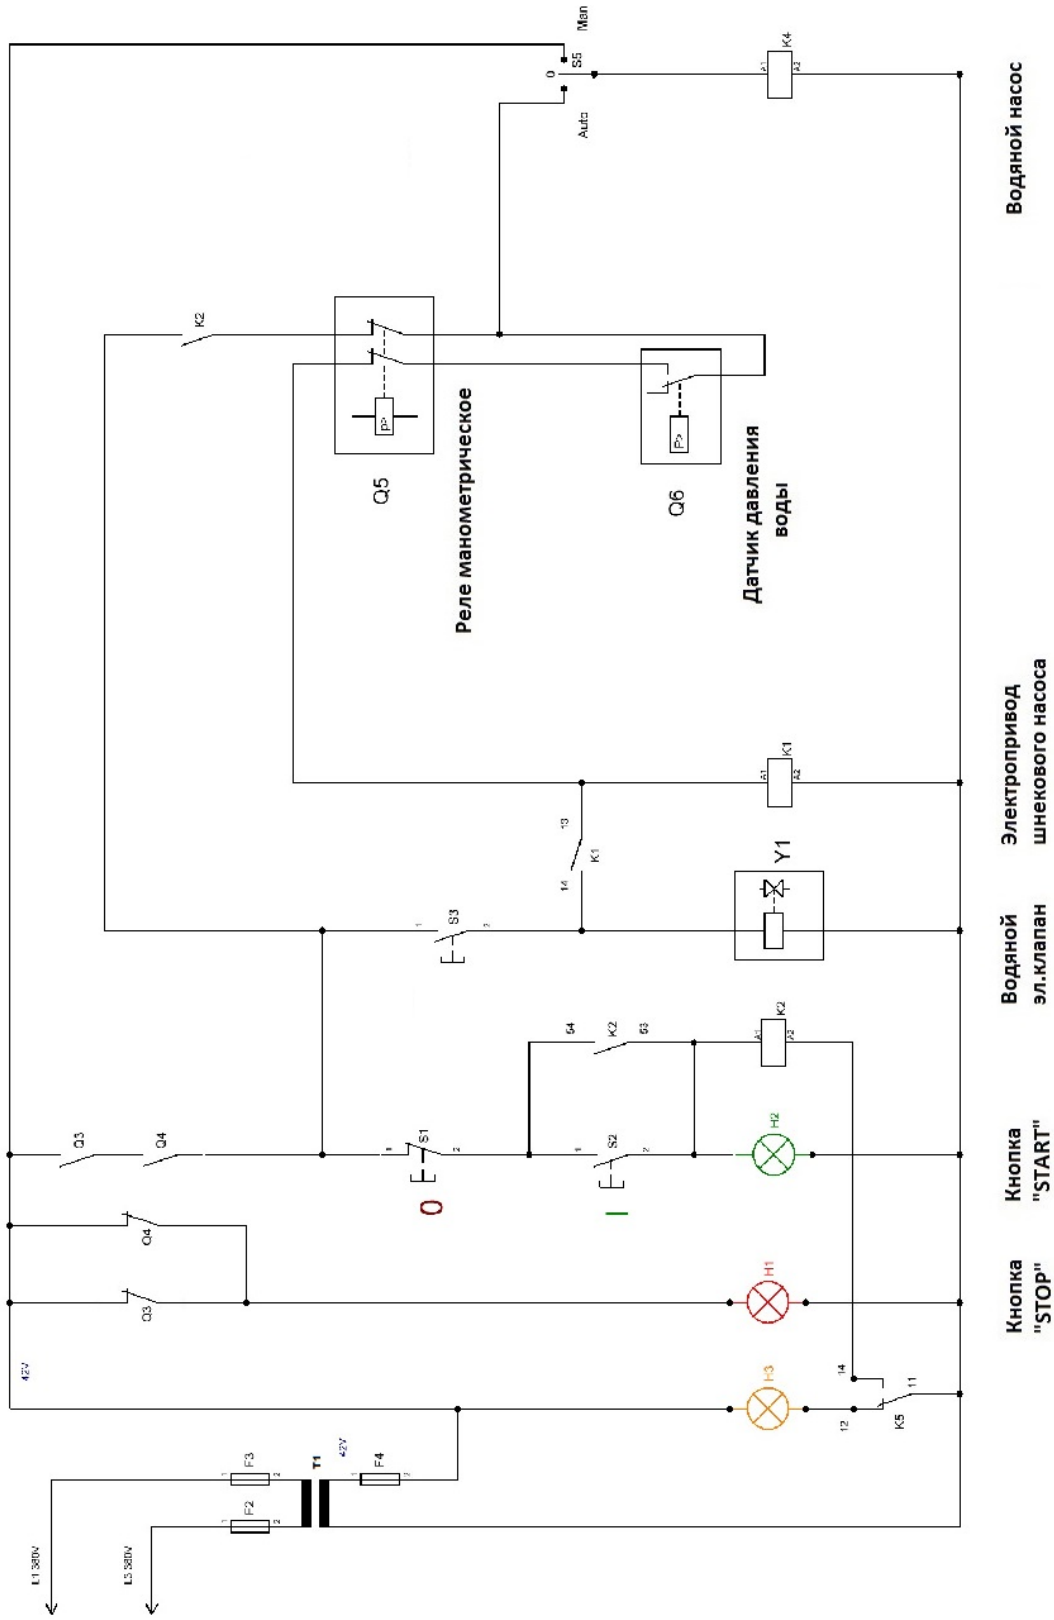 L1 380V
L3 380V
F3
1
2
F2
1
2
T1
42V
F4
1
2
42V
H3
12
14
11
K5
Q3
Q4
H1
Q3
Q4
1
S1
2
O
1
S2
2
I
H2
54
K2
53
A1
K2
A2
1
S3
2
Y1
14
13
K1
A1
K1
A2
K2
p>
Q5
Реле манометрическое
P>
Q6
Датчик давления
воды
Man
S5
0
Auto
A1
K4
A2
Кнопка
"STOP"
Кнопка
"START"
Водяной
эл.клапан
Электропривод
шнекового насоса
Водяной насос